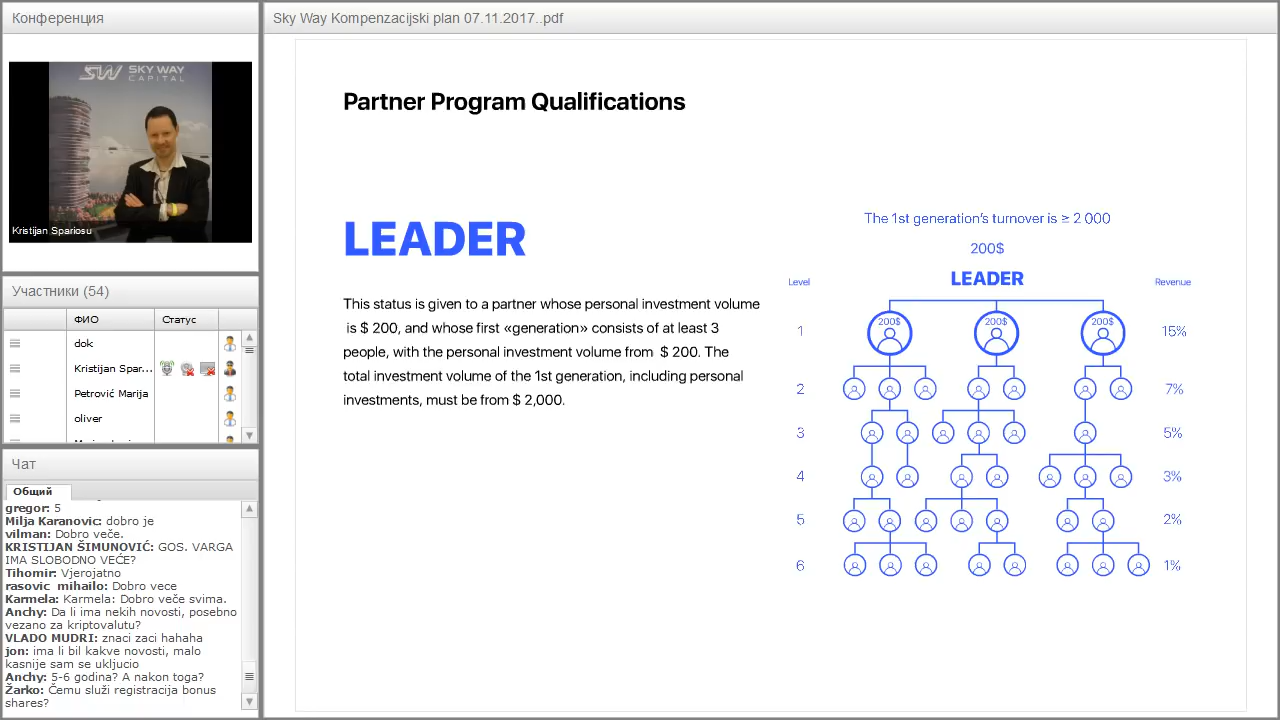 Конференция
SKY WAY
CAPITAL
Kristijan Spariosu
Участники (54)
ФИО Статус
dok
Kristijan Spar...
Petrović Marija
oliver
Чат
Общий
gregor: 5
Milja Karanovic: dobro je
vilman: Dobro veče.
KRISTIJAN ŠIMUNOVIĆ: GOS. VARGA
IMA SLOBODNO VEĆE?
Tihomir: Vjerojatno
rasovic mihailo: Dobro vece
Karmela: Karmela: Dobro veče svima.
Anchy: Da li ima nekih novosti, posebno
vezano za kriptovalutu?
VLADO MUDRI: znaci zaci hahaha
jon: ima li bil kakve novosti, malo
kasnije sam se ukljucio
Anchy: 5-6 godina? A nakon toga?
Žarko: Čemu služi registracija bonus
shares?
Sky Way Kompenzacijski plan 07.11.2017..pdf
Partner Program Qualifications
LEADER
This status is given to a partner whose personal investment volume
is $ 200, and whose first «generation» consists of at least 3
people, with the personal investment volume from $ 200. The
total investment volume of the 1st generation, including personal
investments, must be from $ 2,000.
The 1st generation's turnover is ≥ 2 000
200$
Level LEADER Revenue
200$ 200$ 200$
1 15%
2 7%
3 5%
4 3%
5 2%
6 1%